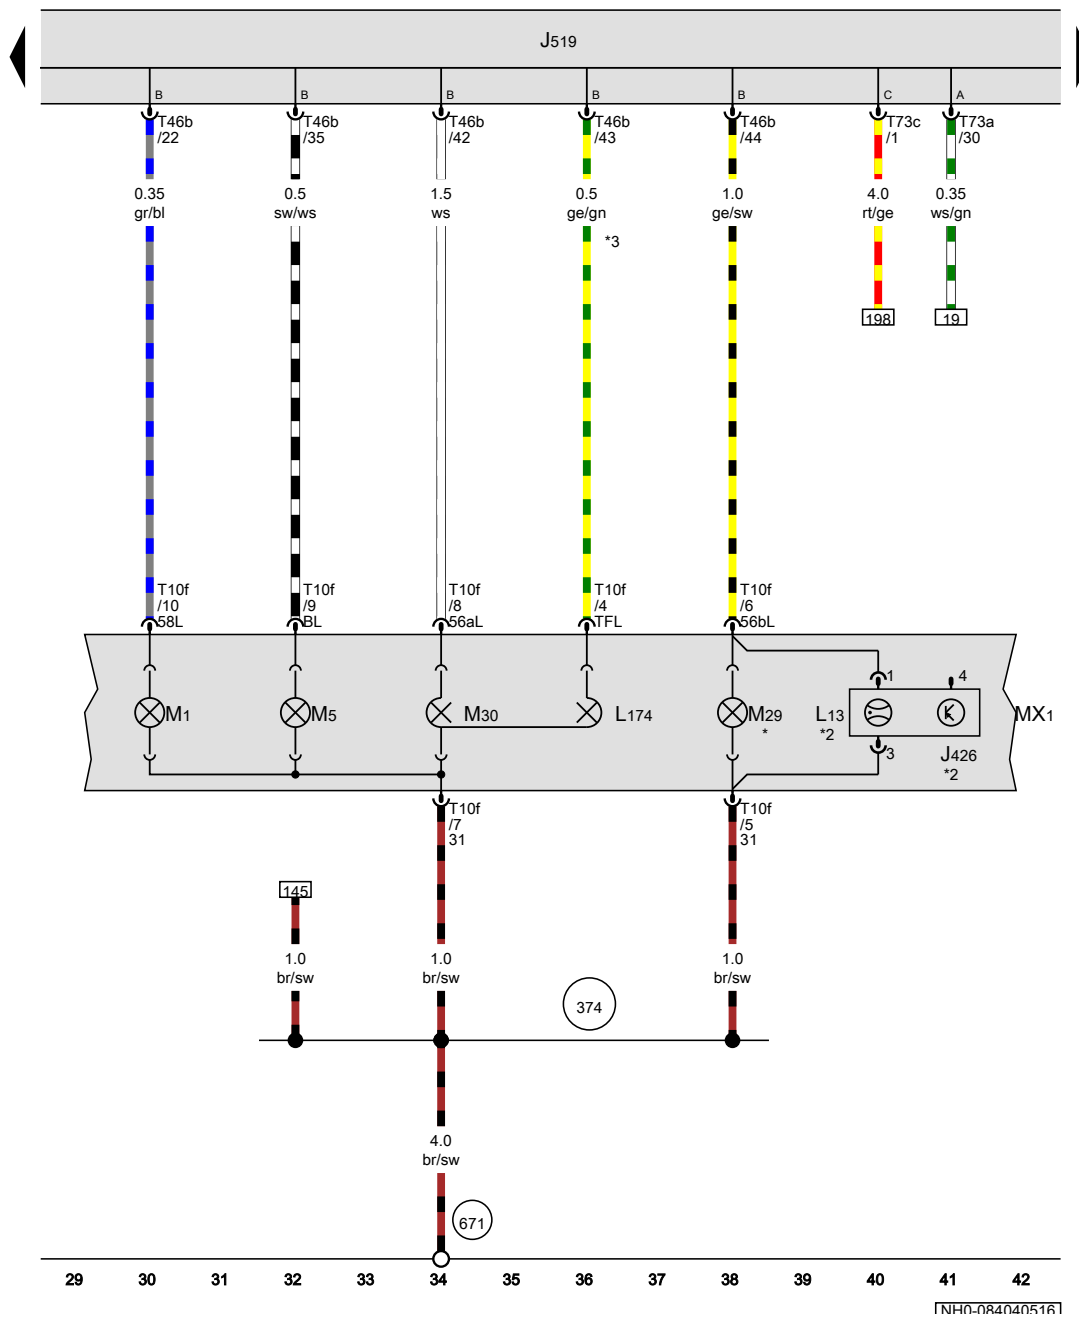 J519
B B B B B C A
T46b T46b T46b T46b T46b T73c T73a
/22 /35 /42 /43 /44 /1 /30
0.35 0.5 1.5 0.5 1.0 4.0 0.35
gr/bl sw/ws ws ge/gn ge/sw rt/ge ws/gn
*3
198 19
T10f T10f T10f T10f T10f
/10 /9 /8 /4 /6
58L BL 56aL TFL 56bL
1 4
M1 M5 M30 L174 M29 L13 MX1
* *2
3 J426
*2
T10f T10f
/7 /5
31 31
145
1.0 1.0 1.0
br/sw br/sw br/sw
374
4.0
br/sw
671
29 30 31 32 33 34 35 36 37 38 39 40 41 42
NH0-084040516